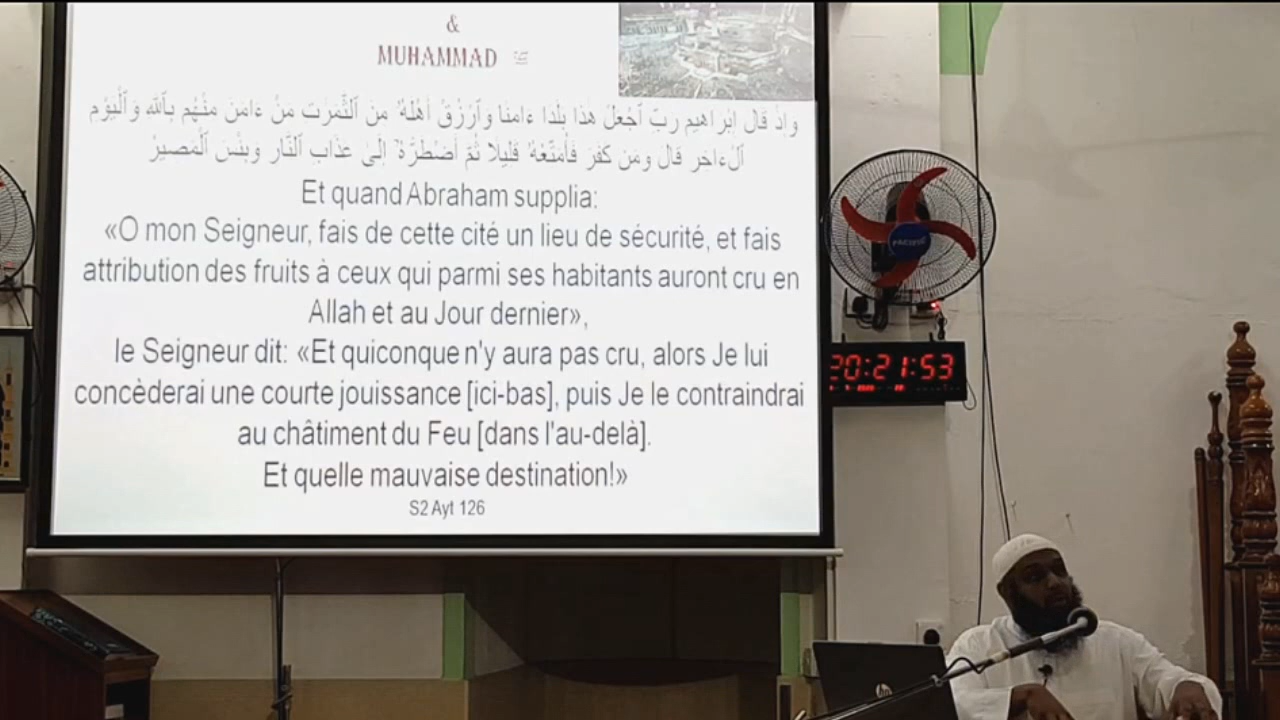 &
MUHAMMAD ﷺ
وَإِذْ قَالَ إِبْرَاهِيم رَبِّ ٱجْعَلْ هَٰذَا بَلَدًا ءَامِنًا وَٱرْزُقْ أَهْلَهُۥ مِنَ ٱلثَّمَرَٰتِ مَنْ ءَامَنَ مِنْهُم بِٱللَّهِ وَٱلْيَوْمِ
ٱلْءَاخِرِ قَالَ وَمَن كَفَرَ فَأُمَتِّعُهُۥ قَلِيلًا ثُمَّ أَضْطَرُّهُۥٓ إِلَىٰ عَذَابِ ٱلنَّارِ وَبِئْسَ ٱلْمَصِيرُ
Et quand Abraham supplia:
«O mon Seigneur, fais de cette cité un lieu de sécurité, et fais
attribution des fruits à ceux qui parmi ses habitants auront cru en
Allah et au Jour dernier»,
le Seigneur dit: «Et quiconque n'y aura pas cru, alors Je lui
concèderai une courte jouissance [ici-bas], puis Je le contraindrai
au châtiment du Feu [dans l'au-delà].
Et quelle mauvaise destination!»
S2 Ayt 126
PACIFIC
20:21:53
hp